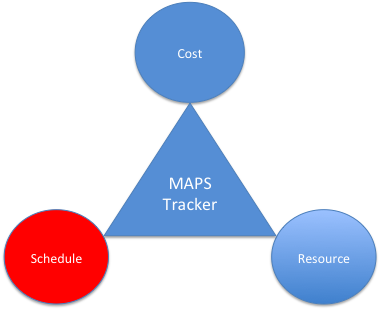 Cost
MAPS
Tracker
Schedule
Resource